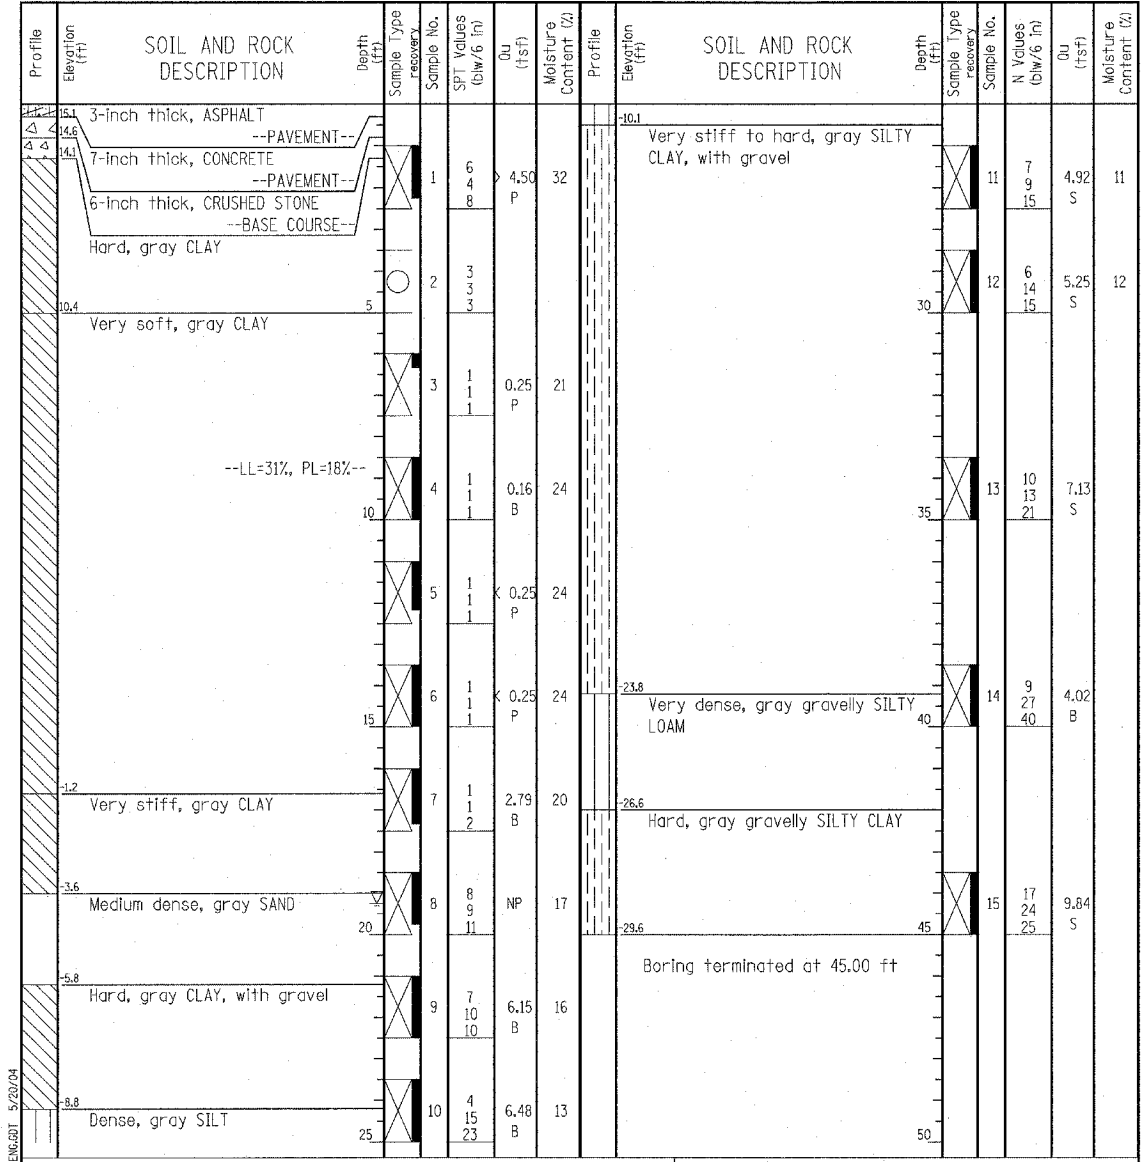 Profile
Elevation (ft)
SOIL AND ROCK
DESCRIPTION
Depth (ft)
Sample Type
recovery
Sample No.
SPT Values (blw/6 in)
Qu (tsf)
Moisture Content (%)
Profile
Elevation (ft)
SOIL AND ROCK
DESCRIPTION
Depth (ft)
Sample Type
recovery
Sample No.
N Values (blw/6 in)
Qu (tsf)
Moisture Content (%)
15.1 3-inch thick, ASPHALT
--PAVEMENT--
14.6
14.1 7-inch thick, CONCRETE
--PAVEMENT--
6-inch thick, CRUSHED STONE
--BASE COURSE--
Hard, gray CLAY
1 6 4 8 > 4.50 P 32
2 3 3 3
10.4 5
Very soft, gray CLAY
3 1 1 1 0.25 P 21
--LL=31%, PL=18%--
4 1 1 1 0.16 B 24
10
5 1 1 1 < 0.25 P 24
6 1 1 1 < 0.25 P 24
15
-1.2
Very stiff, gray CLAY
7 1 1 2 2.79 B 20
-3.6
Medium dense, gray SAND
8 8 9 11 NP 17
20
-5.8
Hard, gray CLAY, with gravel
9 7 10 10 6.15 B 16
-8.8
Dense, gray SILT
10 4 15 23 6.48 B 13
25
-10.1
Very stiff to hard, gray SILTY
CLAY, with gravel
11 7 9 15 4.92 S 11
12 6 14 15 5.25 S 12
30
13 10 13 21 7.13 S
35
-23.8
Very dense, gray gravelly SILTY
LOAM
14 9 27 40 4.02 B
40
-26.6
Hard, gray gravelly SILTY CLAY
15 17 24 25 9.84 S
-29.6 45
Boring terminated at 45.00 ft
50
ENG.GDT 5/20/04